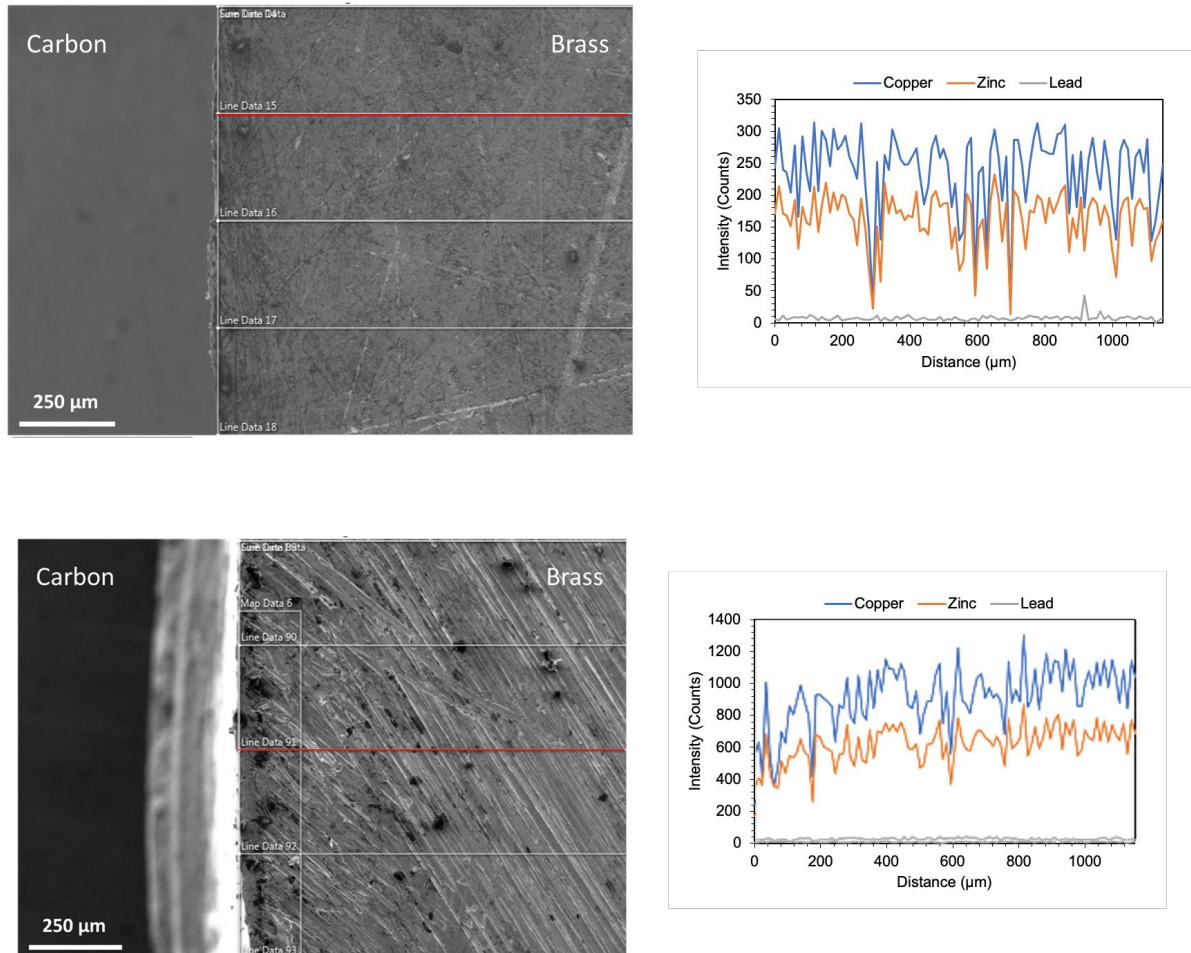 Carbon
Brass
Line Data 15
Line Data 16
Line Data 17
Line Data 18
250 µm
Copper Zinc Lead
350
300
250
200
150
100
50
0
Intensity (Counts)
0 200 400 600 800 1000
Distance (µm)
Carbon
Brass
Map Data 6
Line Data 90
Line Data 91
Line Data 92
Line Data 93
250 µm
Copper Zinc Lead
1400
1200
1000
800
600
400
200
0
Intensity (Counts)
0 200 400 600 800 1000
Distance (µm)